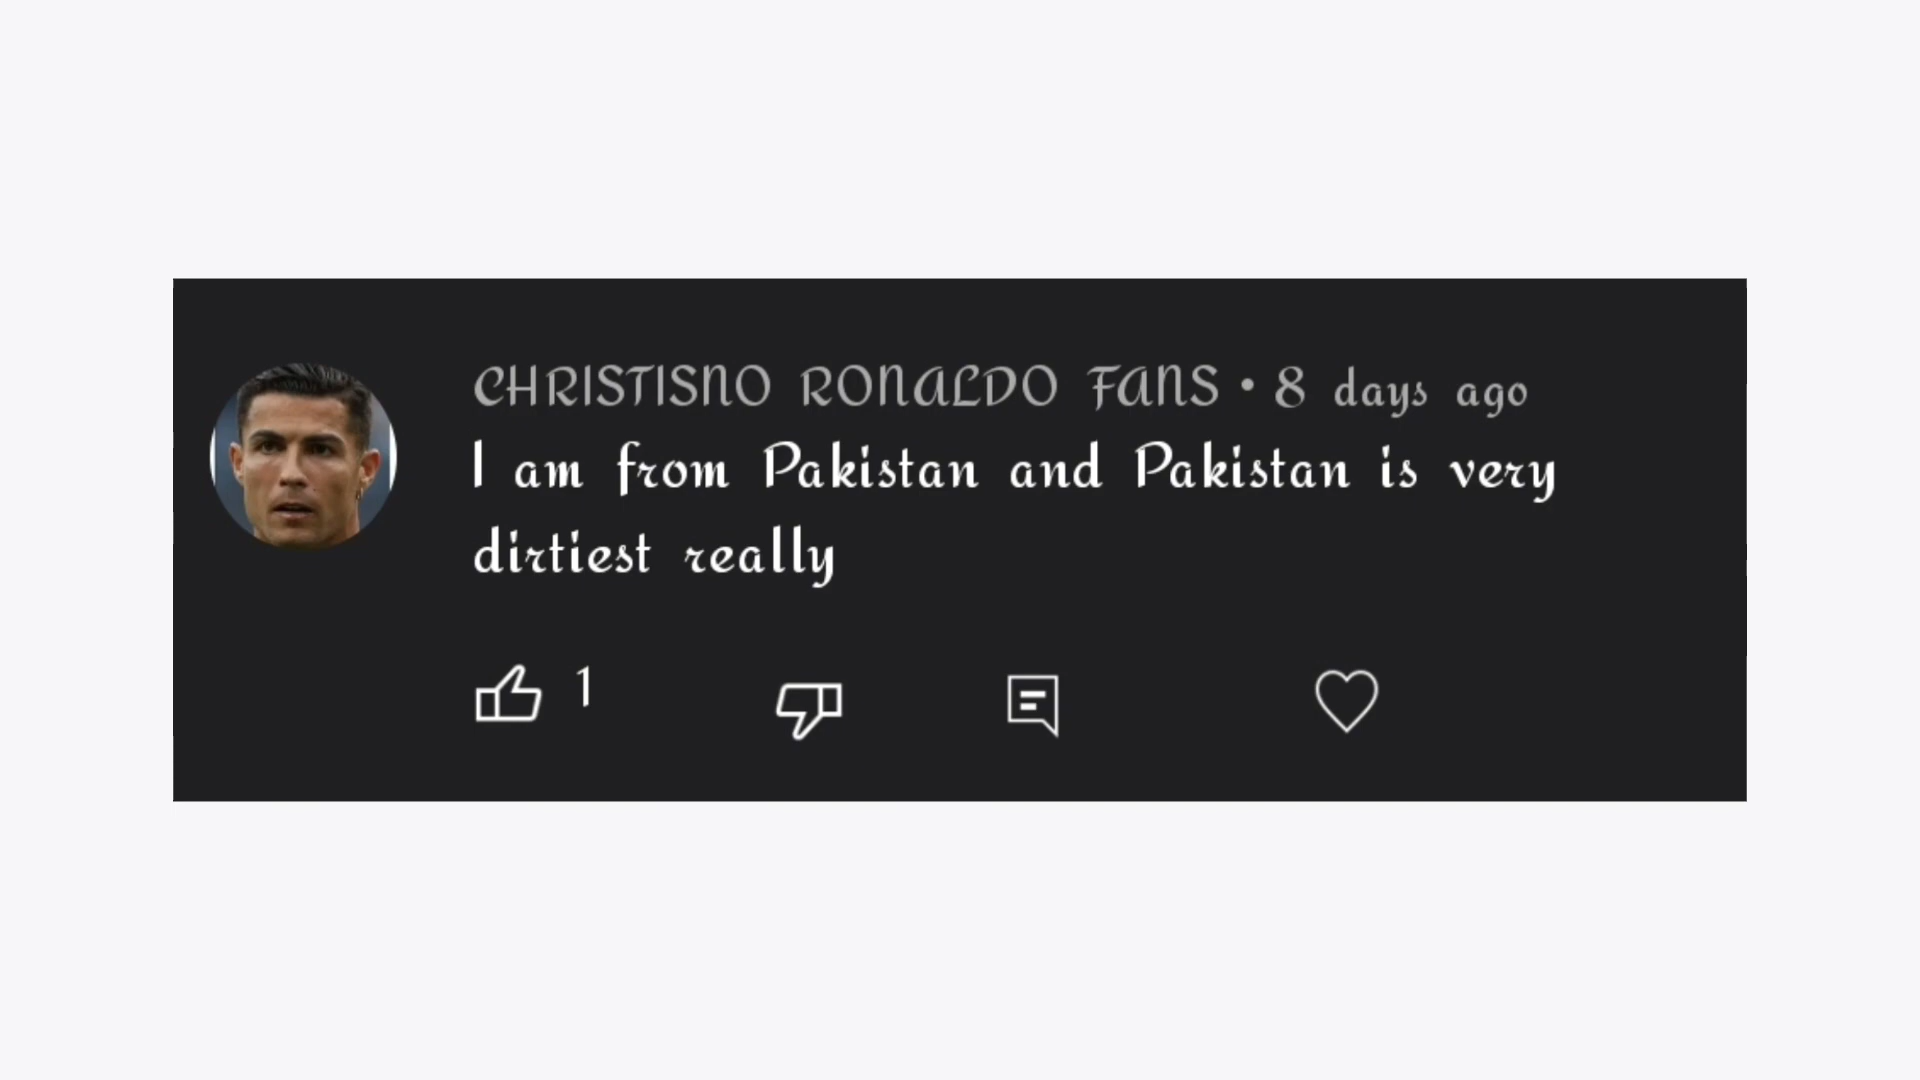 CHRISTISNO RONALDO FANS • 8 days ago
I am from Pakistan and Pakistan is very
dirtiest really
1